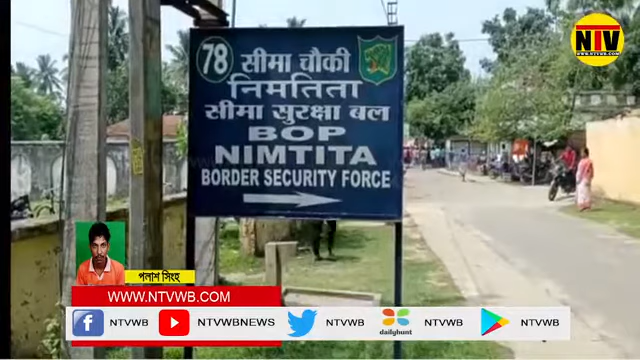 NTV
78 सीमा चौकी
নিমতিতা
सीमा सुरक्षा बल
BOP
NIMTITA
BORDER SECURITY FORCE
পলাশ সিংহ
WWW.NTVWB.COM
NTVWB NTVWBNEWS NTVWB dailyhunt NTVWB NTVWB